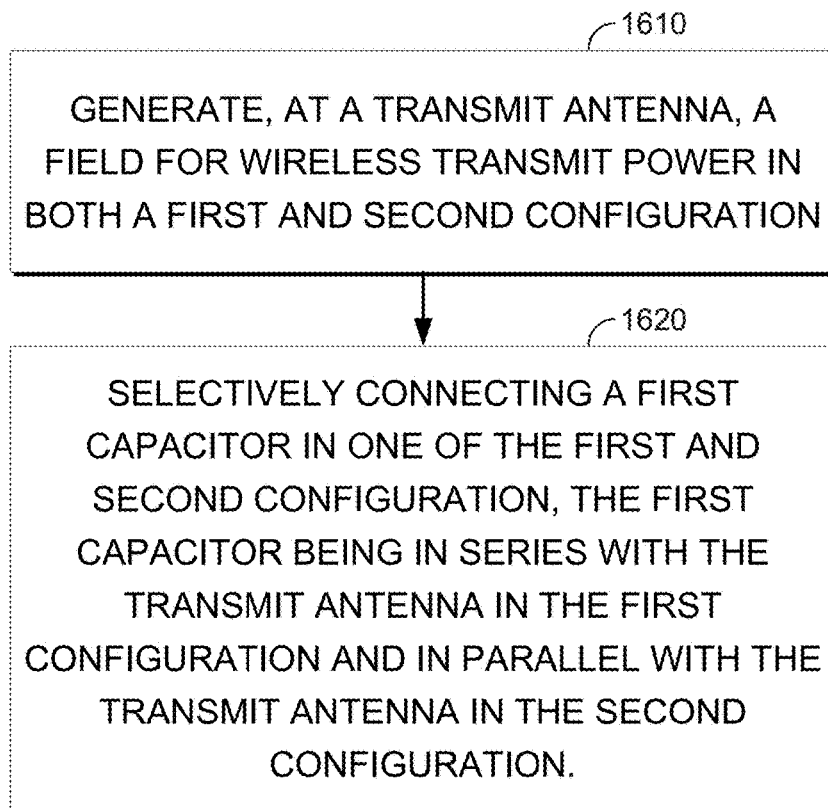 1610
GENERATE, AT A TRANSMIT ANTENNA, A
FIELD FOR WIRELESS TRANSMIT POWER IN
BOTH A FIRST AND SECOND CONFIGURATION
1620
SELECTIVELY CONNECTING A FIRST
CAPACITOR IN ONE OF THE FIRST AND
SECOND CONFIGURATION, THE FIRST
CAPACITOR BEING IN SERIES WITH THE
TRANSMIT ANTENNA IN THE FIRST
CONFIGURATION AND IN PARALLEL WITH THE
TRANSMIT ANTENNA IN THE SECOND
CONFIGURATION.